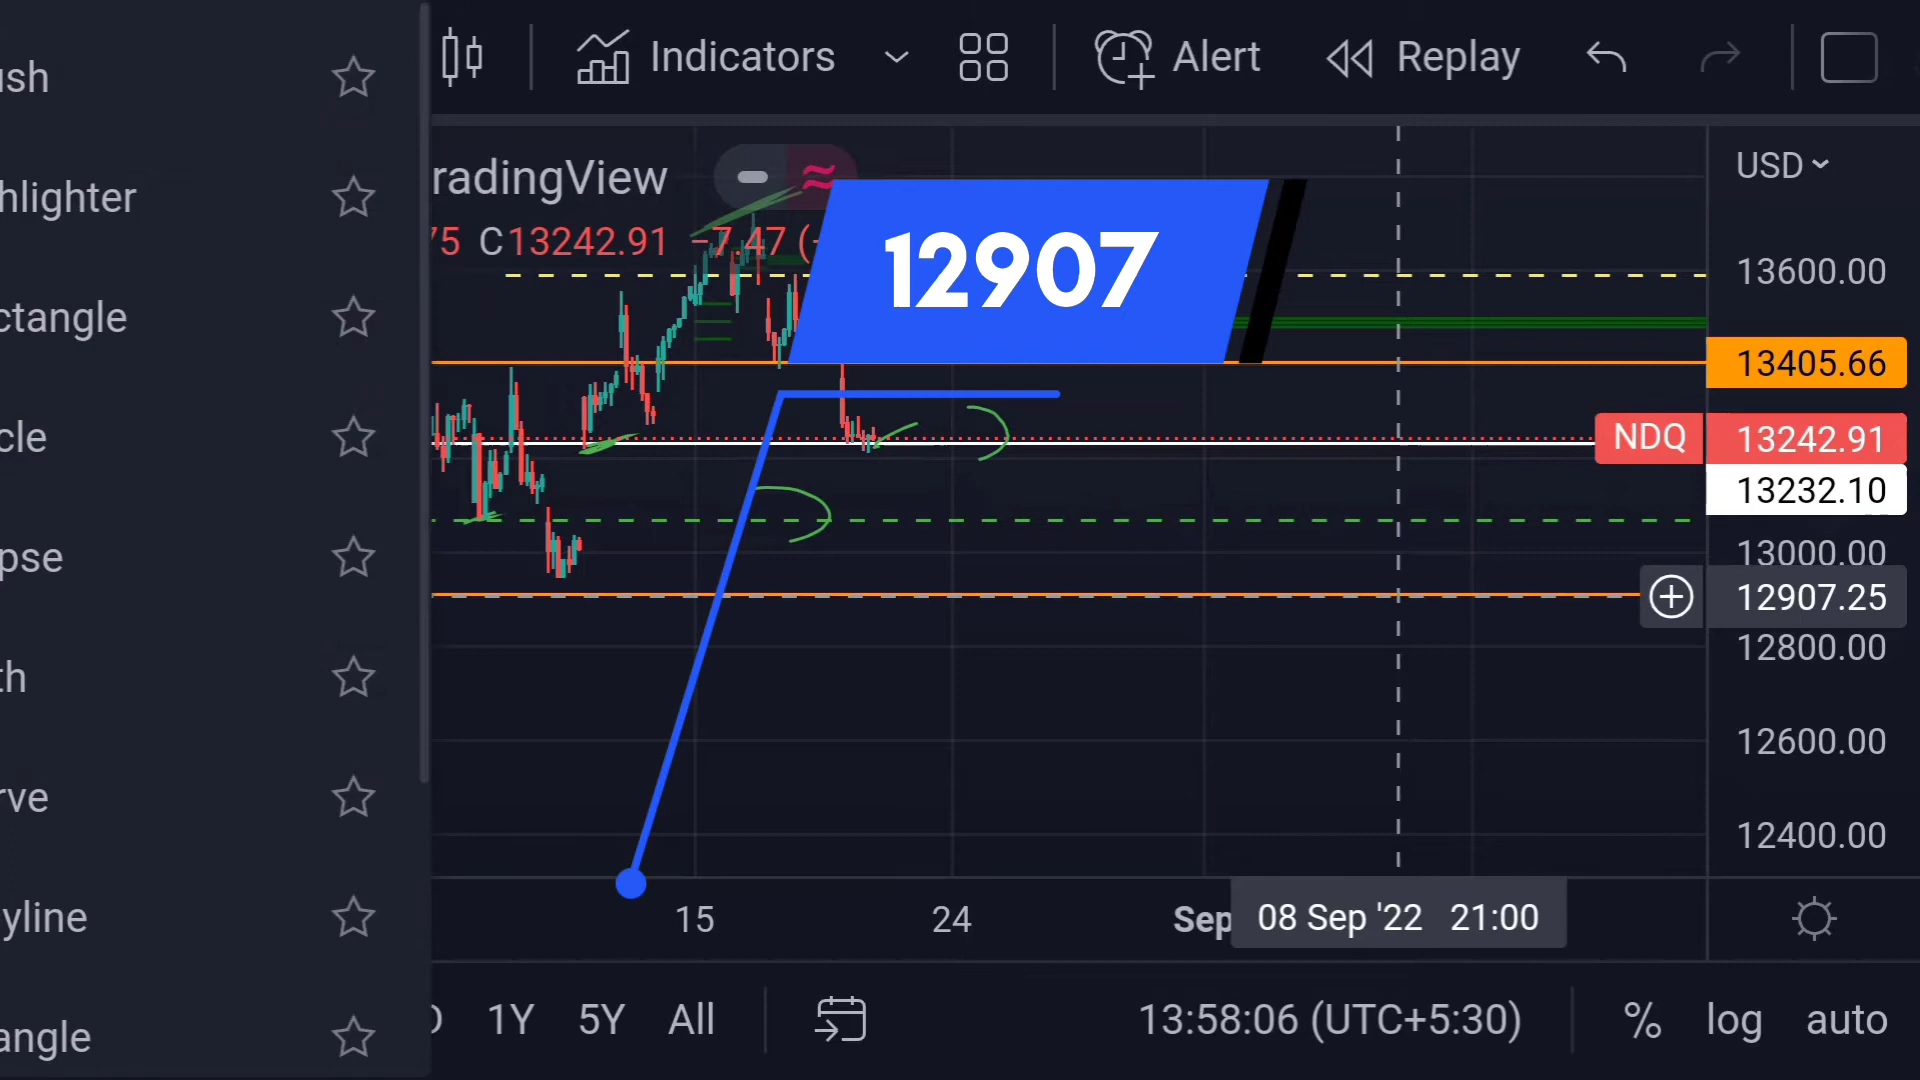 Indicators
Alert
Replay
ush
hlighter
ctangle
cle
pse
th
rve
yline
angle
radingView
75 C13242.91 −7.47 (-
12907
USD
13600.00
13405.66
NDQ 13242.91
13232.10
13000.00
12907.25
12800.00
12600.00
12400.00
15 24 Sep 08 Sep '22 21:00
1Y 5Y All
13:58:06 (UTC+5:30)
% log auto